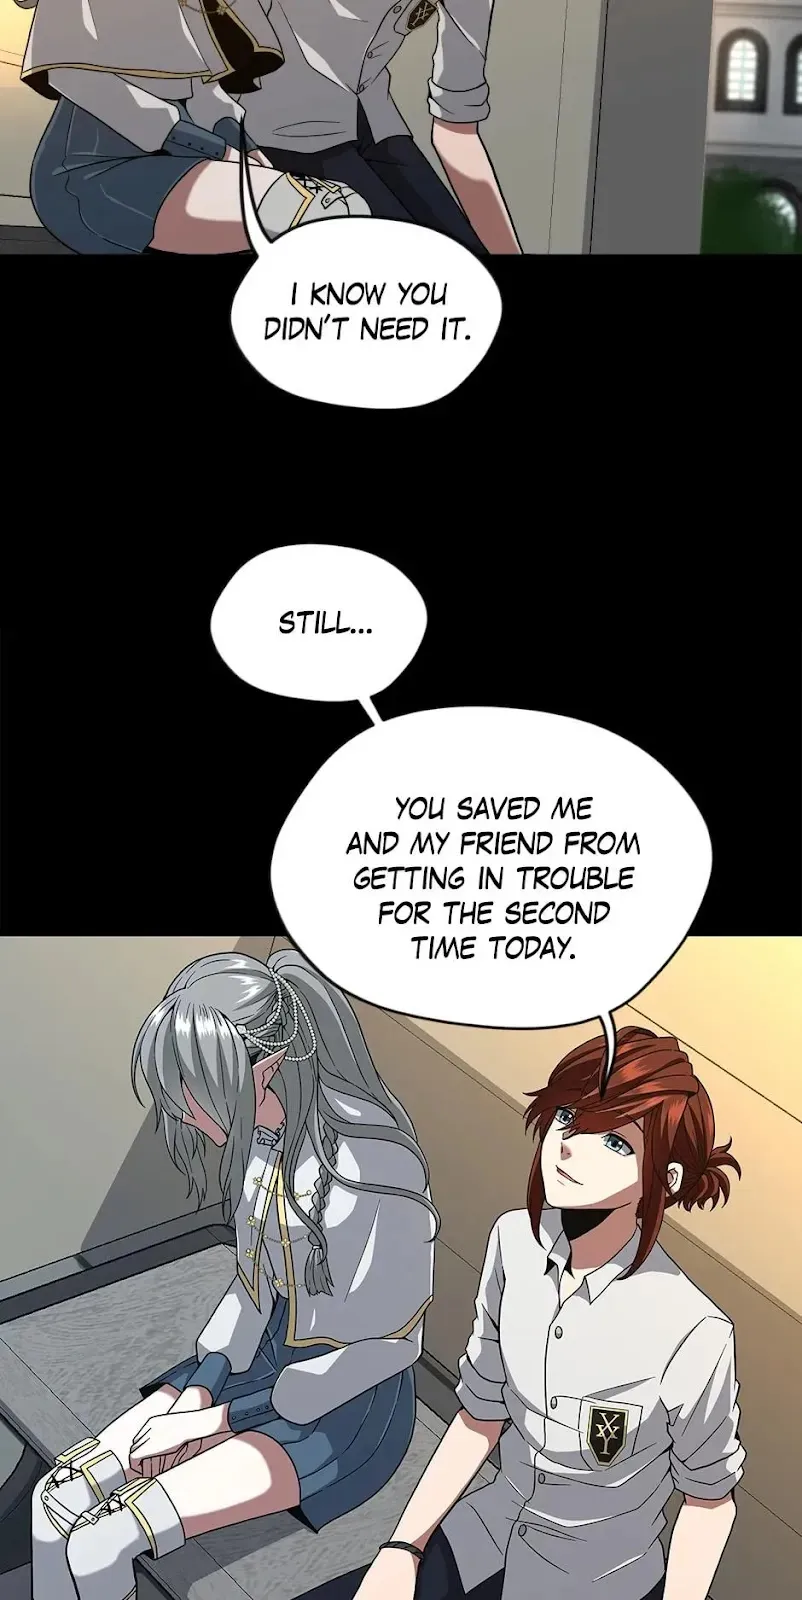 I KNOW YOU
DIDN'T NEED IT.
STILL...
YOU SAVED ME
AND MY FRIEND FROM
GETTING IN TROUBLE
FOR THE SECOND
TIME TODAY.
X
Y